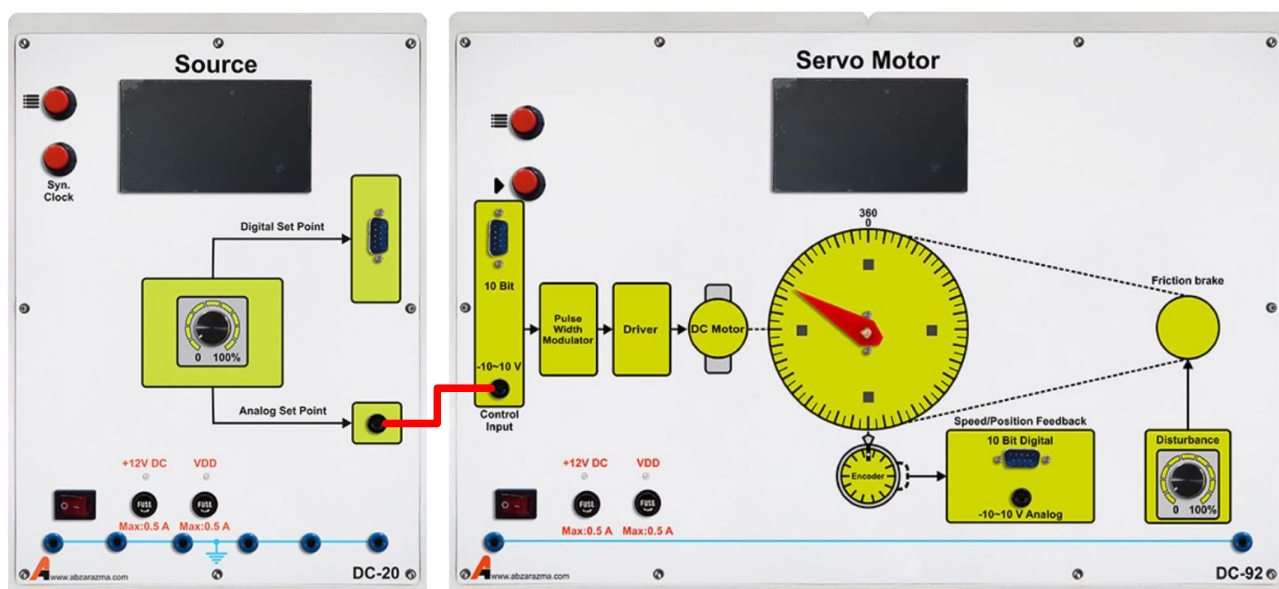 Source
Syn.
Clock
Digital Set Point
0 100%
Analog Set Point
+12V DC
VDD
FUSE
FUSE
Max:0.5 A
Max:0.5 A
A
www.abzarazma.com
DC-20
Servo Motor
360
0
10 Bit
-10~10 V
Control
Input
Pulse
Width
Modulator
Driver
DC Motor
Friction brake
Encoder
Speed/Position Feedback
10 Bit Digital
-10~10 V Analog
Disturbance
0 100%
+12V DC
VDD
FUSE
FUSE
Max:0.5 A
Max:0.5 A
A
www.abzarazma.com
DC-92